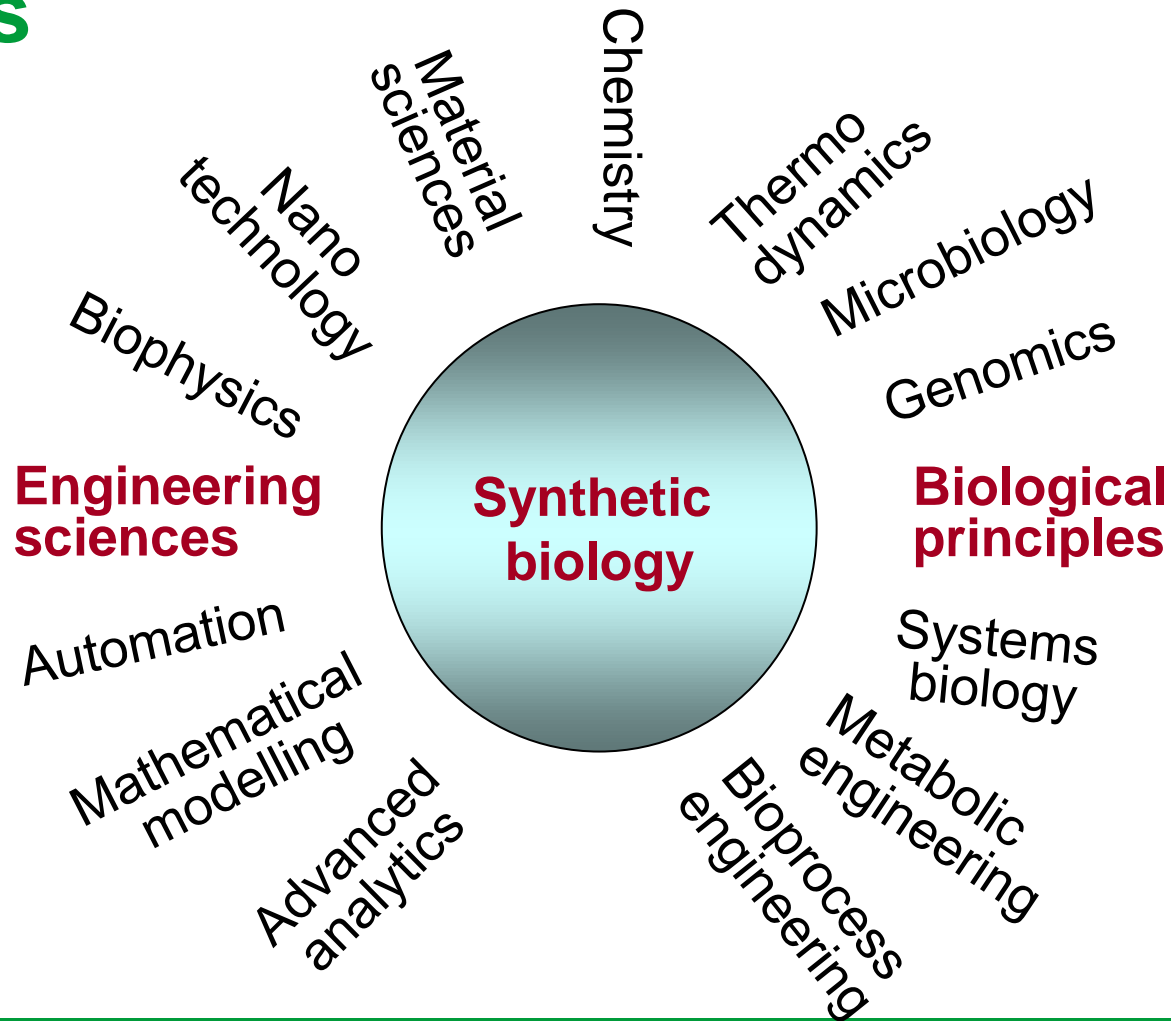 s
Chemistry
Material
sciences
Thermo
dynamics
Nano
technology
Microbiology
Biophysics
Genomics
Engineering
sciences
Synthetic
biology
Biological
principles
Automation
Systems
biology
Mathematical
modelling
Metabolic
engineering
Advanced
analytics
Bioprocess
engineering